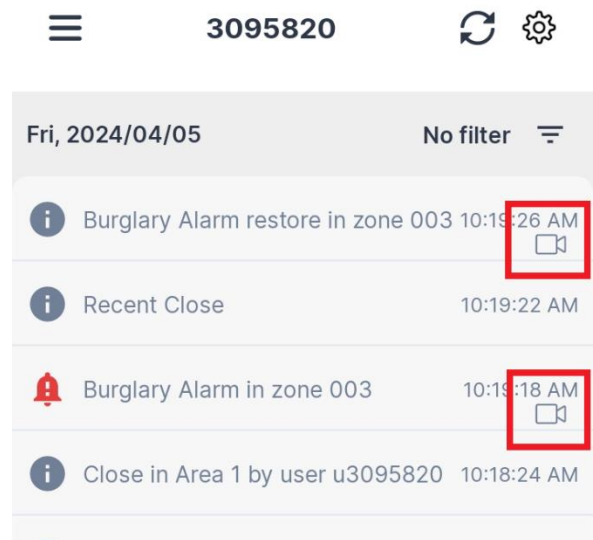 3095820
Fri, 2024/04/05 No filter
Burglary Alarm restore in zone 003 10:19:26 AM
Recent Close 10:19:22 AM
Burglary Alarm in zone 003 10:19:18 AM
Close in Area 1 by user u3095820 10:18:24 AM